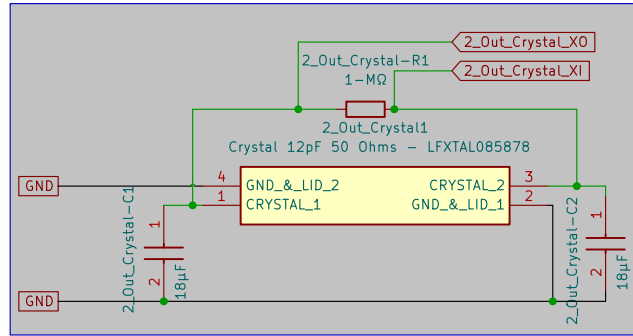 2_Out_Crystal_XO
2_Out_Crystal-R1
1-MΩ
2_Out_Crystal_XI
2_Out_Crystal1
Crystal 12pF 50 Ohms - LFXTAL085878
GND
4
GND_&_LID_2
CRYSTAL_2
3
1
CRYSTAL_1
GND_&_LID_1
2
2_Out_Crystal-C1
1
2
18µF
2_Out_Crystal-C2
1
2
18µF
GND